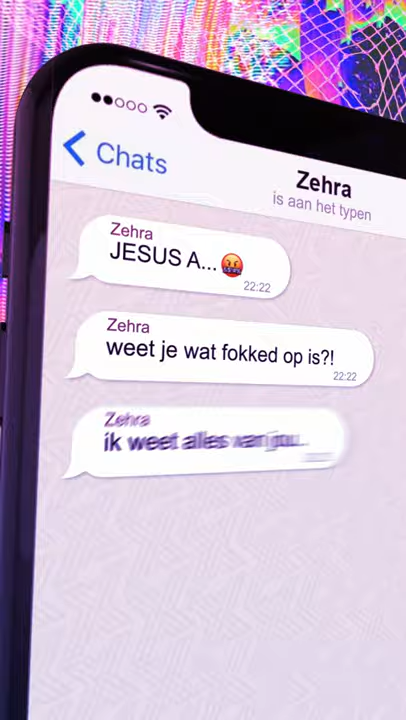 Chats
Zehra
is aan het typen
Zehra
JESUS A...🤬
22:22
Zehra
weet je wat fokked op is?!
22:22
Zehra
ik weet alles van jou..